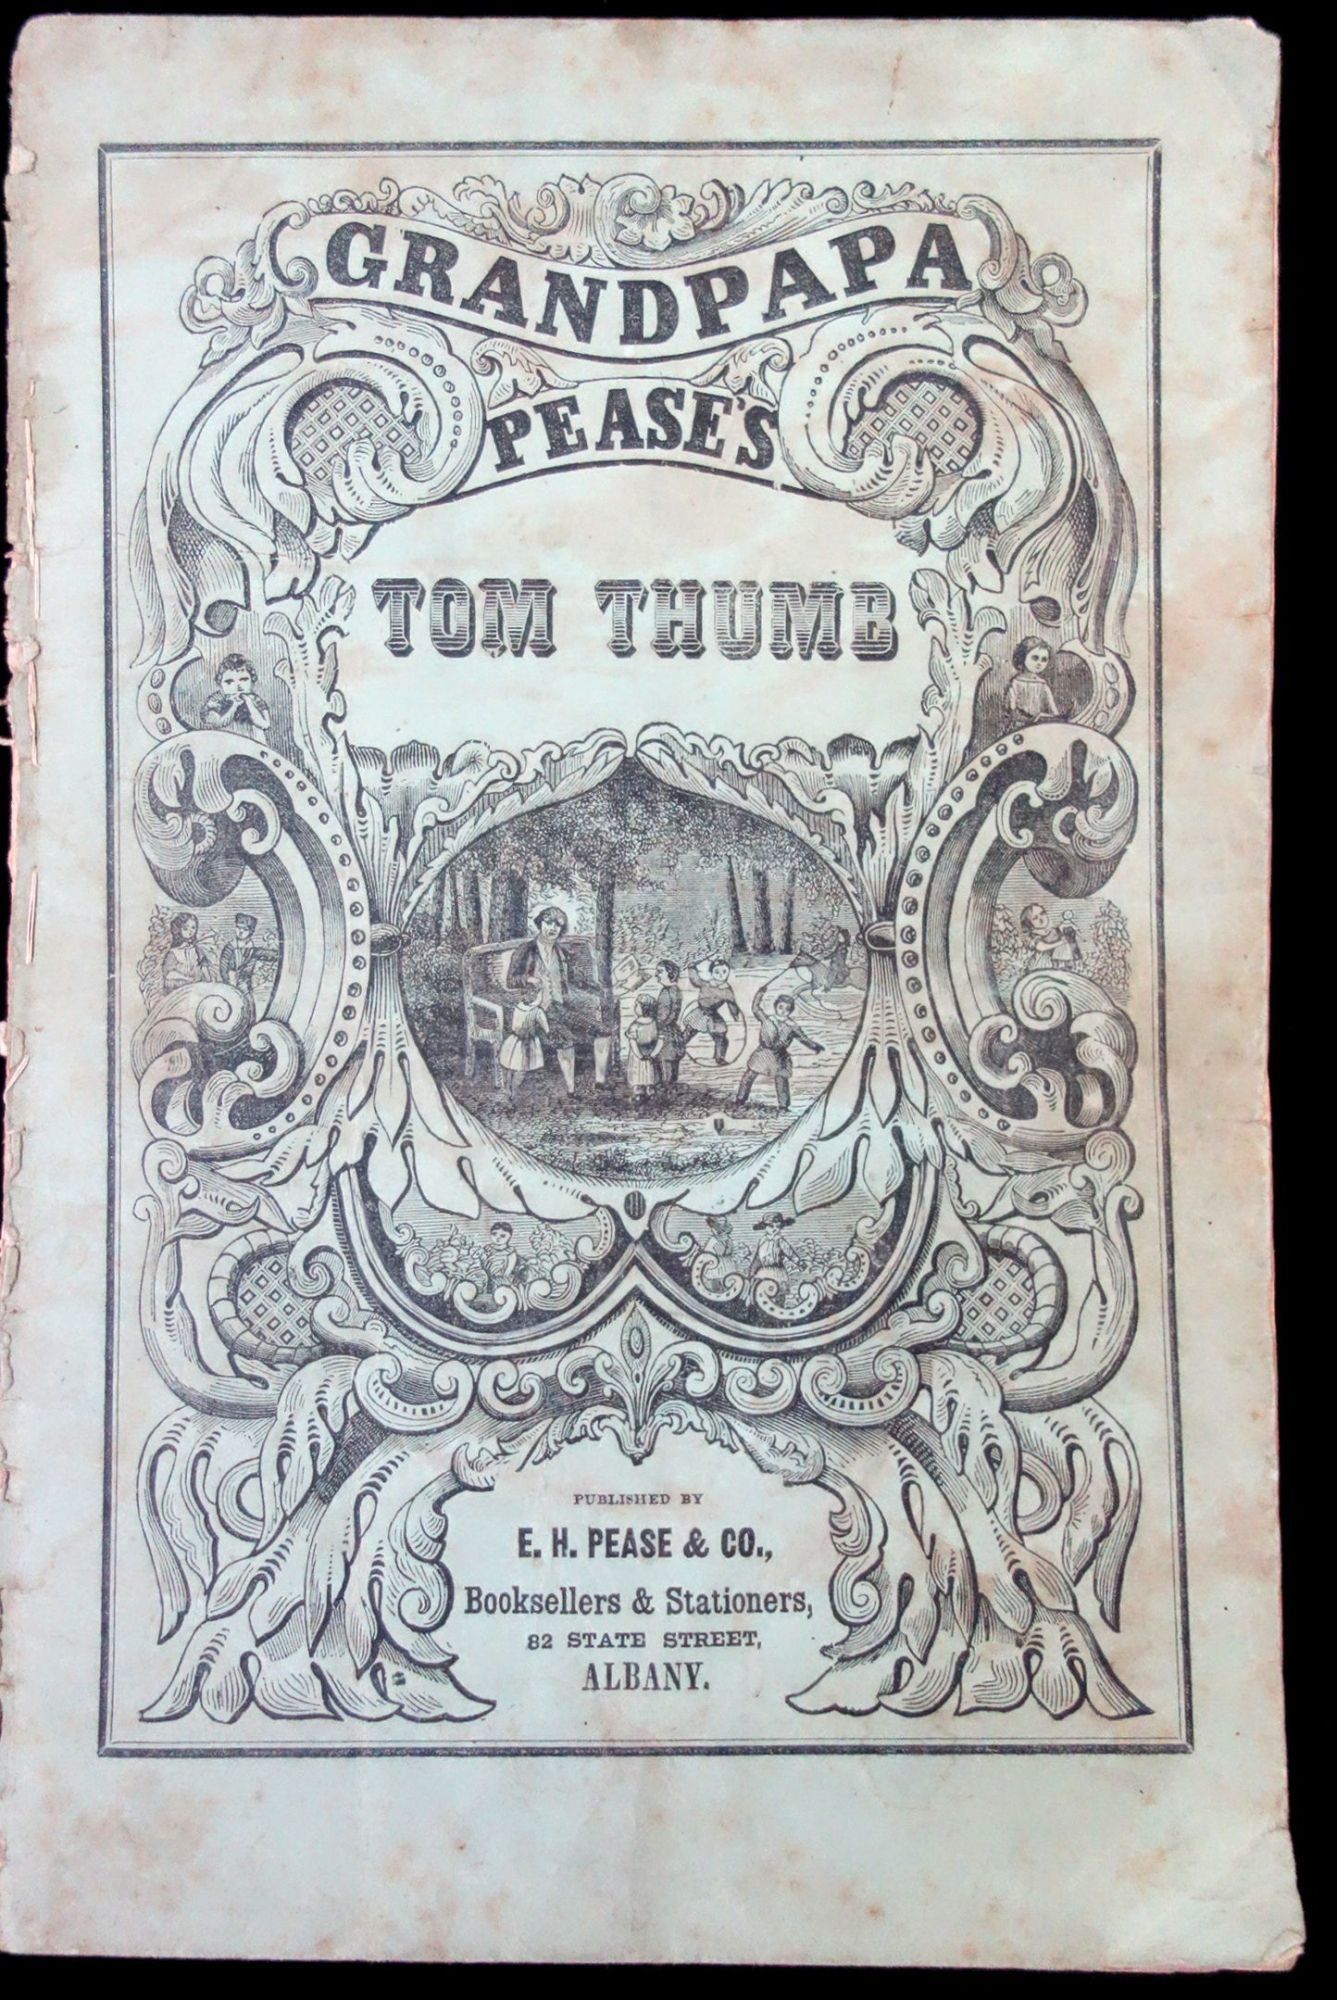 GRANDPAPA
PEASE'S
TOM THUMB
PUBLISHED BY
E. H. PEASE & CO.,
Booksellers & Stationers,
82 STATE STREET,
ALBANY.